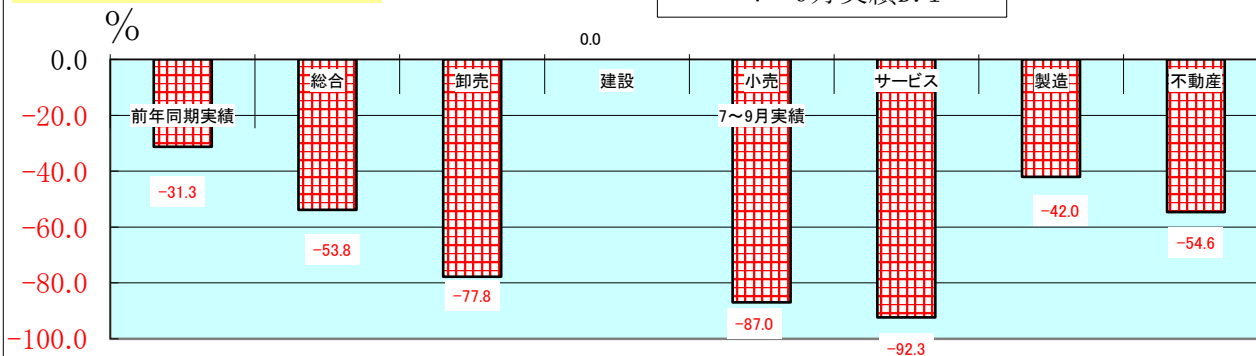 %
0.0
0.0
総合
卸売
建設
小売
サービス
製造
不動産
前年同期実績
7～9月実績
-20.0
-40.0
-60.0
-80.0
-100.0
-31.3
-53.8
-77.8
-87.0
-92.3
-42.0
-54.6